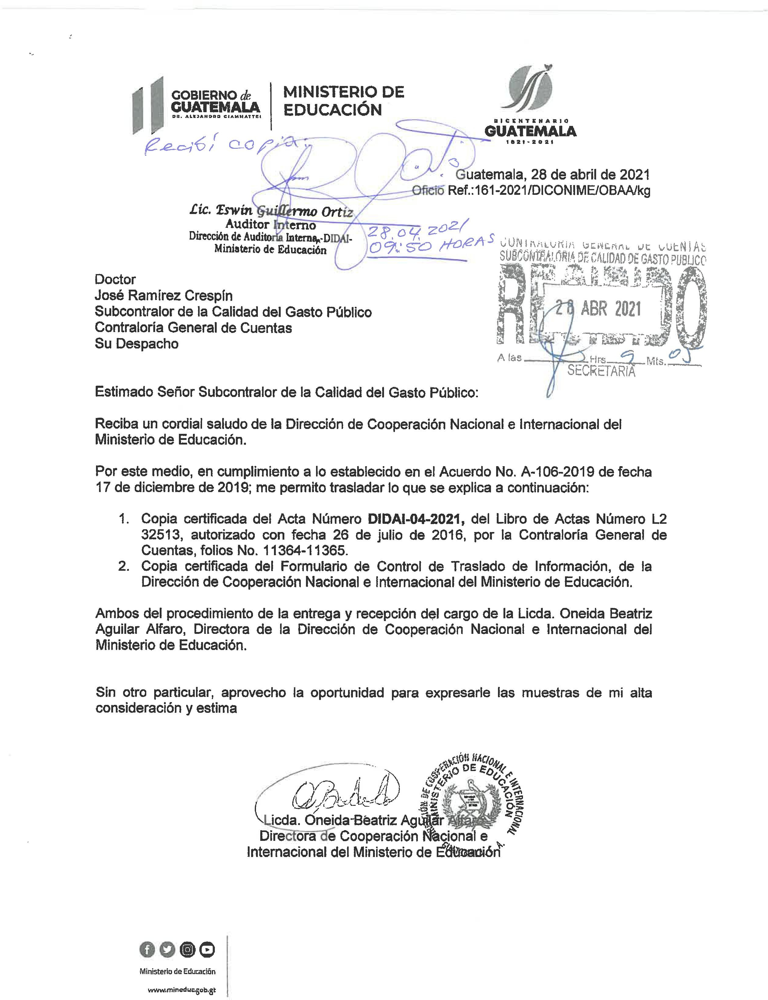 GOBIERNO de
GUATEMALA
DR. ALEJANDRO GIAMMATTEI
MINISTERIO DE
EDUCACIÓN
BICENTENARIO
GUATEMALA
1821-2021
Recibí copia.
Guatemala, 28 de abril de 2021
Oficio Ref.:161-2021/DICONIME/OBAA/kg
Lic. Eswin Guillermo Ortiz
Auditor Interno
Dirección de Auditoría Interna,-DIDAI-
Ministerio de Educación
28.04.2021
09:50 HORAS
CONTRALORIA GENERAL DE CUENTAS
SUBCONTRALORIA DE CALIDAD DE GASTO PUBLICO
RECIBIDO
28 ABR 2021
A las Hrs. 9 Mts. 05
SECRETARIA
Doctor
José Ramírez Crespín
Subcontralor de la Calidad del Gasto Público
Contraloría General de Cuentas
Su Despacho
Estimado Señor Subcontralor de la Calidad del Gasto Público:
Reciba un cordial saludo de la Dirección de Cooperación Nacional e Internacional del
Ministerio de Educación.
Por este medio, en cumplimiento a lo establecido en el Acuerdo No. A-106-2019 de fecha
17 de diciembre de 2019; me permito trasladar lo que se explica a continuación:
1. Copia certificada del Acta Número DIDAI-04-2021, del Libro de Actas Número L2
32513, autorizado con fecha 26 de julio de 2016, por la Contraloría General de
Cuentas, folios No. 11364-11365.
2. Copia certificada del Formulario de Control de Traslado de Información, de la
Dirección de Cooperación Nacional e Internacional del Ministerio de Educación.
Ambos del procedimiento de la entrega y recepción del cargo de la Licda. Oneida Beatriz
Aguilar Alfaro, Directora de la Dirección de Cooperación Nacional e Internacional del
Ministerio de Educación.
Sin otro particular, aprovecho la oportunidad para expresarle las muestras de mi alta
consideración y estima
DIRECCIÓN DE COOPERACIÓN NACIONAL E INTERNACIONAL
MINISTERIO DE EDUCACIÓN
Licda. Oneida Beatriz Aguilar Alfaro
Directora de Cooperación Nacional e
Internacional del Ministerio de Educación
Ministerio de Educación
www.mineduc.gob.gt